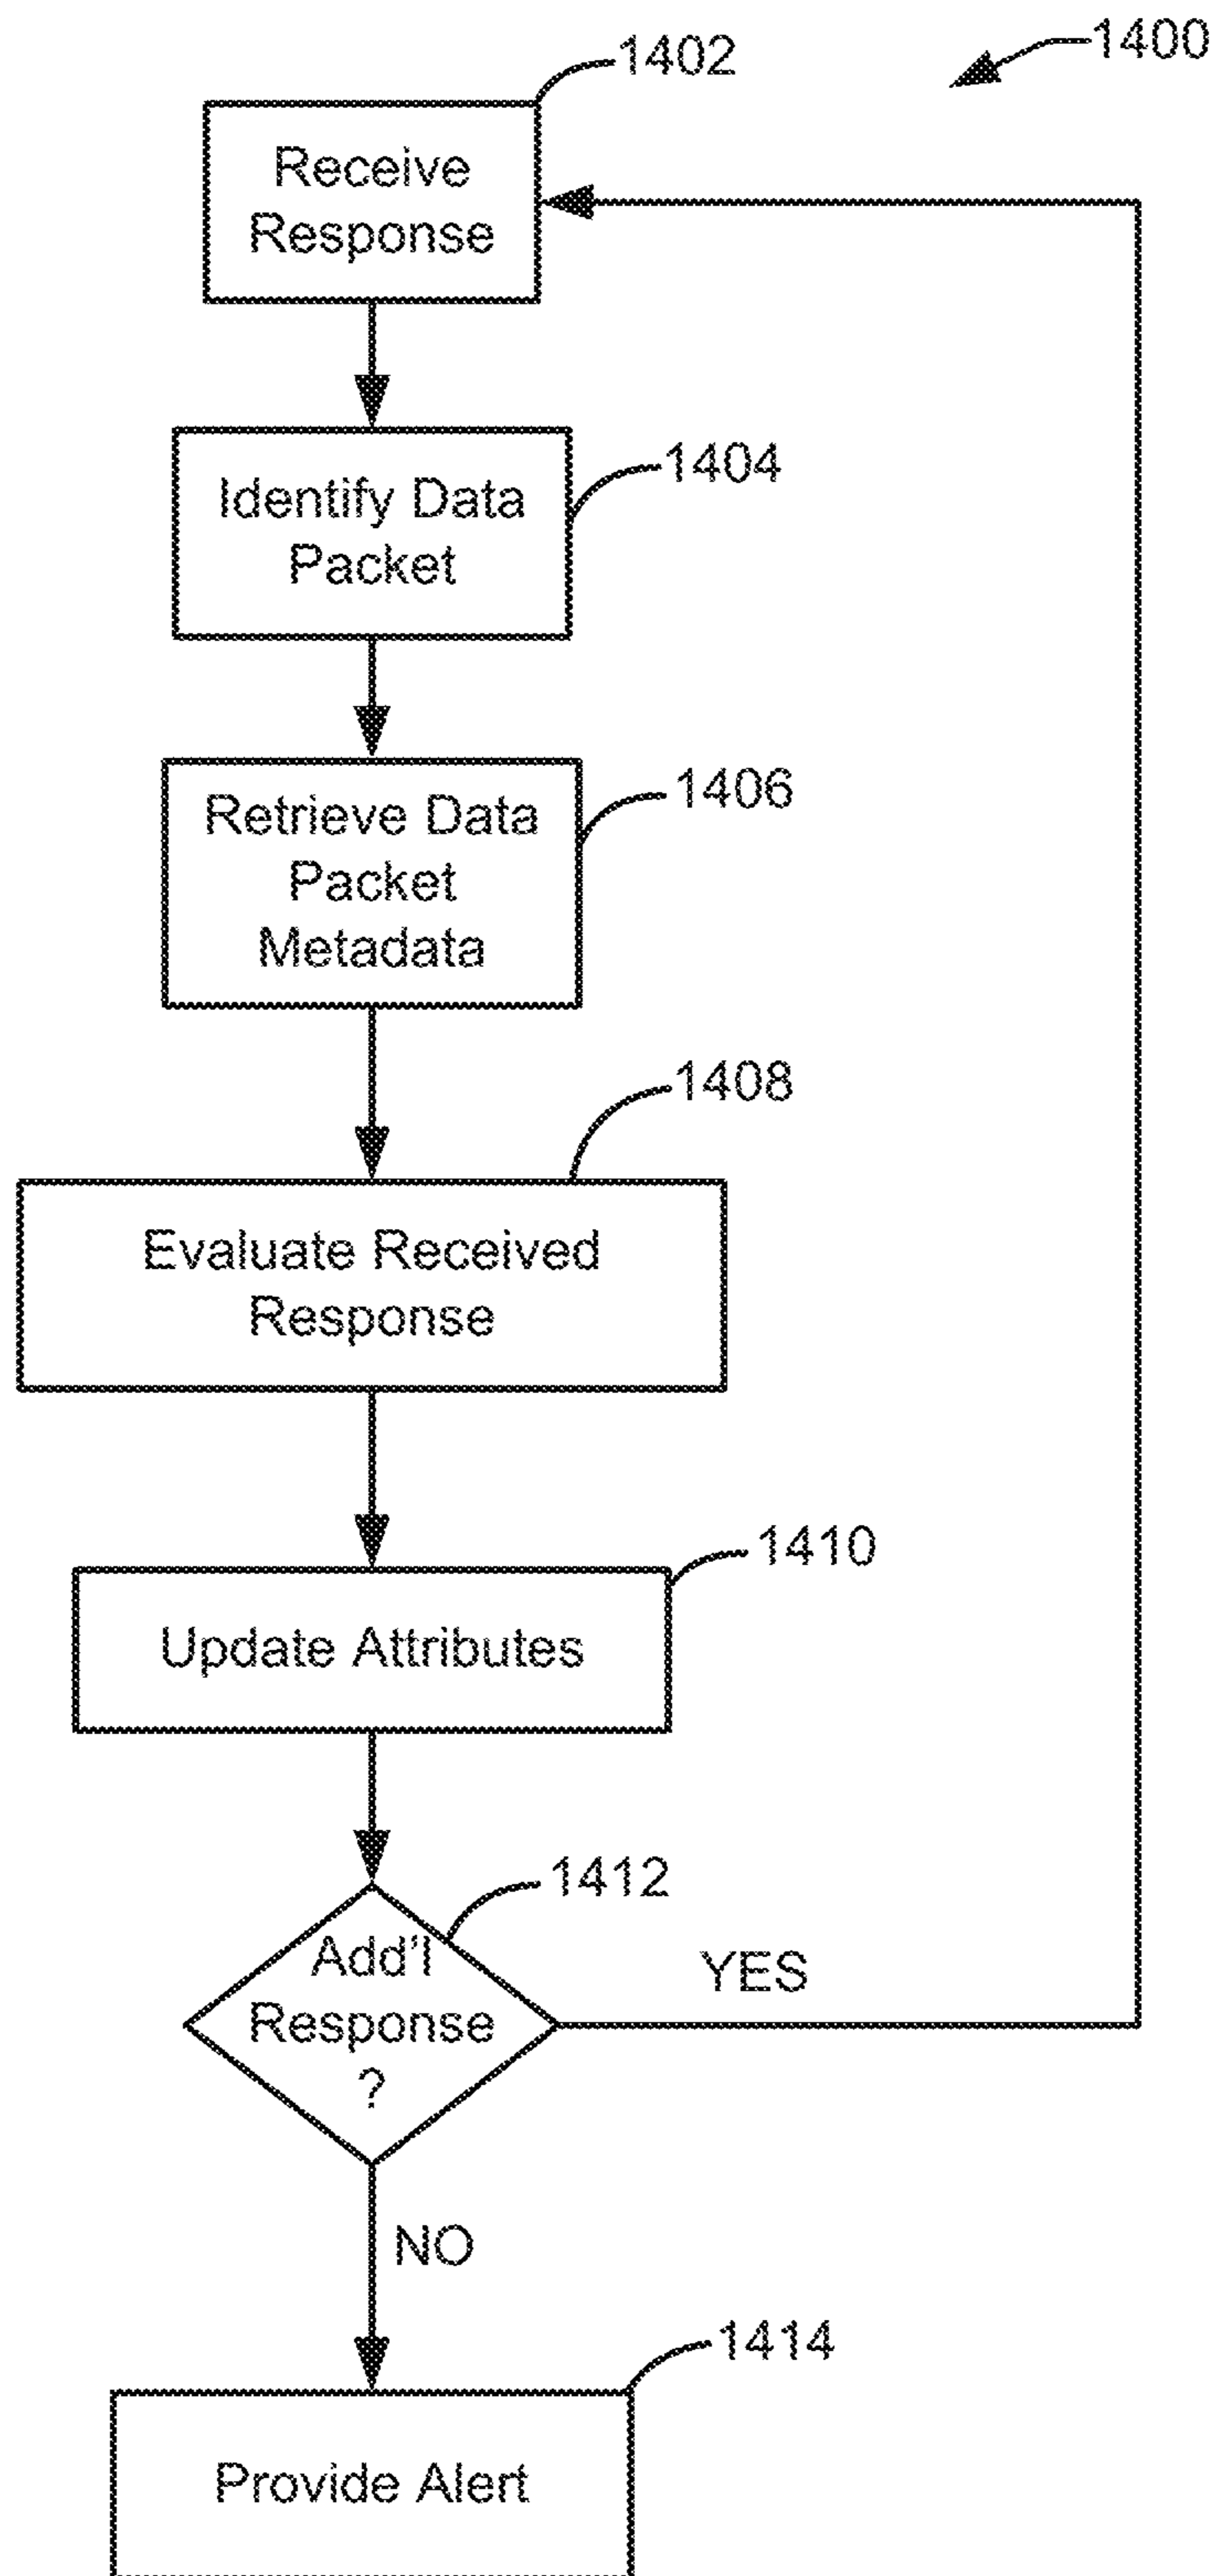 1400
1402
Receive
Response
1404
Identify Data
Packet
1406
Retrieve Data
Packet
Metadata
1408
Evaluate Received
Response
1410
Update Attributes
1412
Add'l
Response
?
YES
NO
1414
Provide Alert